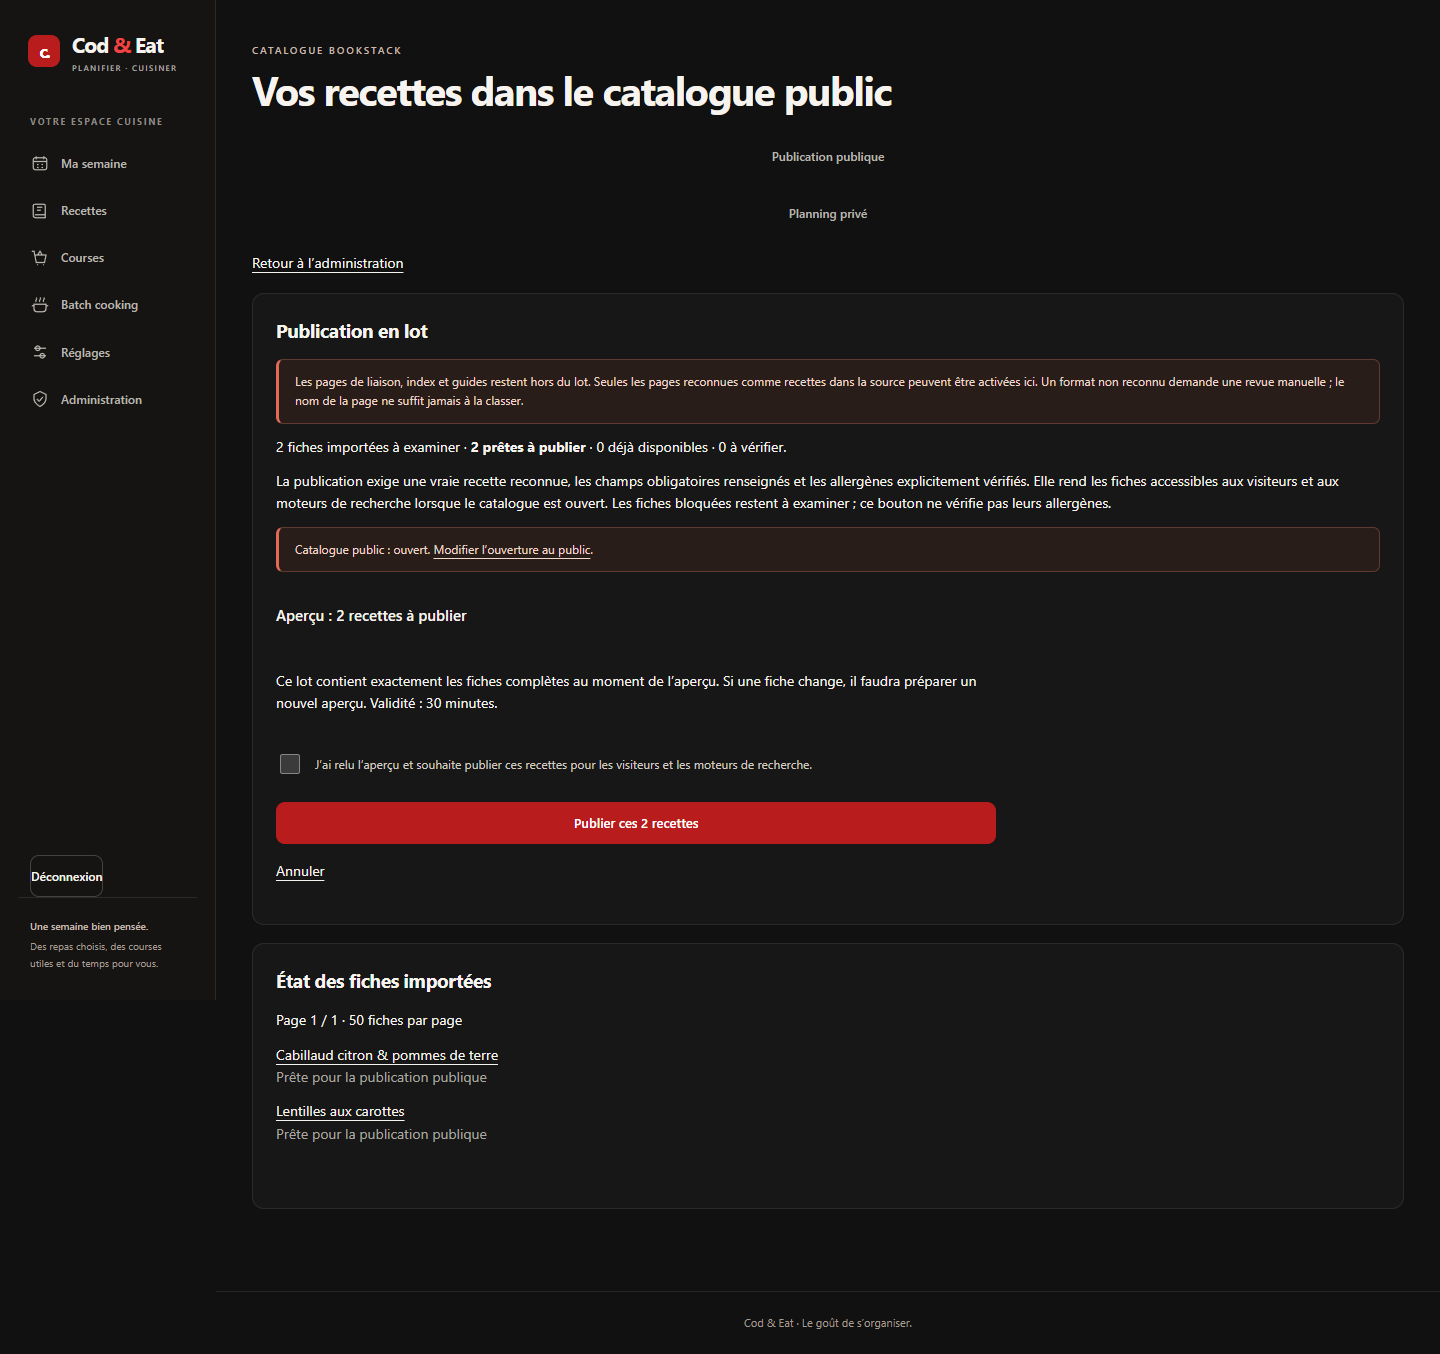 c.
Cod & Eat
PLANIFIER · CUISINER
VOTRE ESPACE CUISINE
Ma semaine
Recettes
Courses
Batch cooking
Réglages
Administration
Déconnexion
Une semaine bien pensée.
Des repas choisis, des courses
utiles et du temps pour vous.
CATALOGUE BOOKSTACK
Vos recettes dans le catalogue public
Publication publique
Planning privé
Retour à l’administration
Publication en lot
Les pages de liaison, index et guides restent hors du lot. Seules les pages reconnues comme recettes dans la source peuvent être activées ici. Un format non reconnu demande une revue manuelle ; le
nom de la page ne suffit jamais à la classer.
2 fiches importées à examiner · 2 prêtes à publier · 0 déjà disponibles · 0 à vérifier.
La publication exige une vraie recette reconnue, les champs obligatoires renseignés et les allergènes explicitement vérifiés. Elle rend les fiches accessibles aux visiteurs et aux
moteurs de recherche lorsque le catalogue est ouvert. Les fiches bloquées restent à examiner ; ce bouton ne vérifie pas leurs allergènes.
Catalogue public : ouvert. Modifier l’ouverture au public.
Aperçu : 2 recettes à publier
Ce lot contient exactement les fiches complètes au moment de l’aperçu. Si une fiche change, il faudra préparer un
nouvel aperçu. Validité : 30 minutes.
J’ai relu l’aperçu et souhaite publier ces recettes pour les visiteurs et les moteurs de recherche.
Publier ces 2 recettes
Annuler
État des fiches importées
Page 1 / 1 · 50 fiches par page
Cabillaud citron & pommes de terre
Prête pour la publication publique
Lentilles aux carottes
Prête pour la publication publique
Cod & Eat · Le goût de s’organiser.